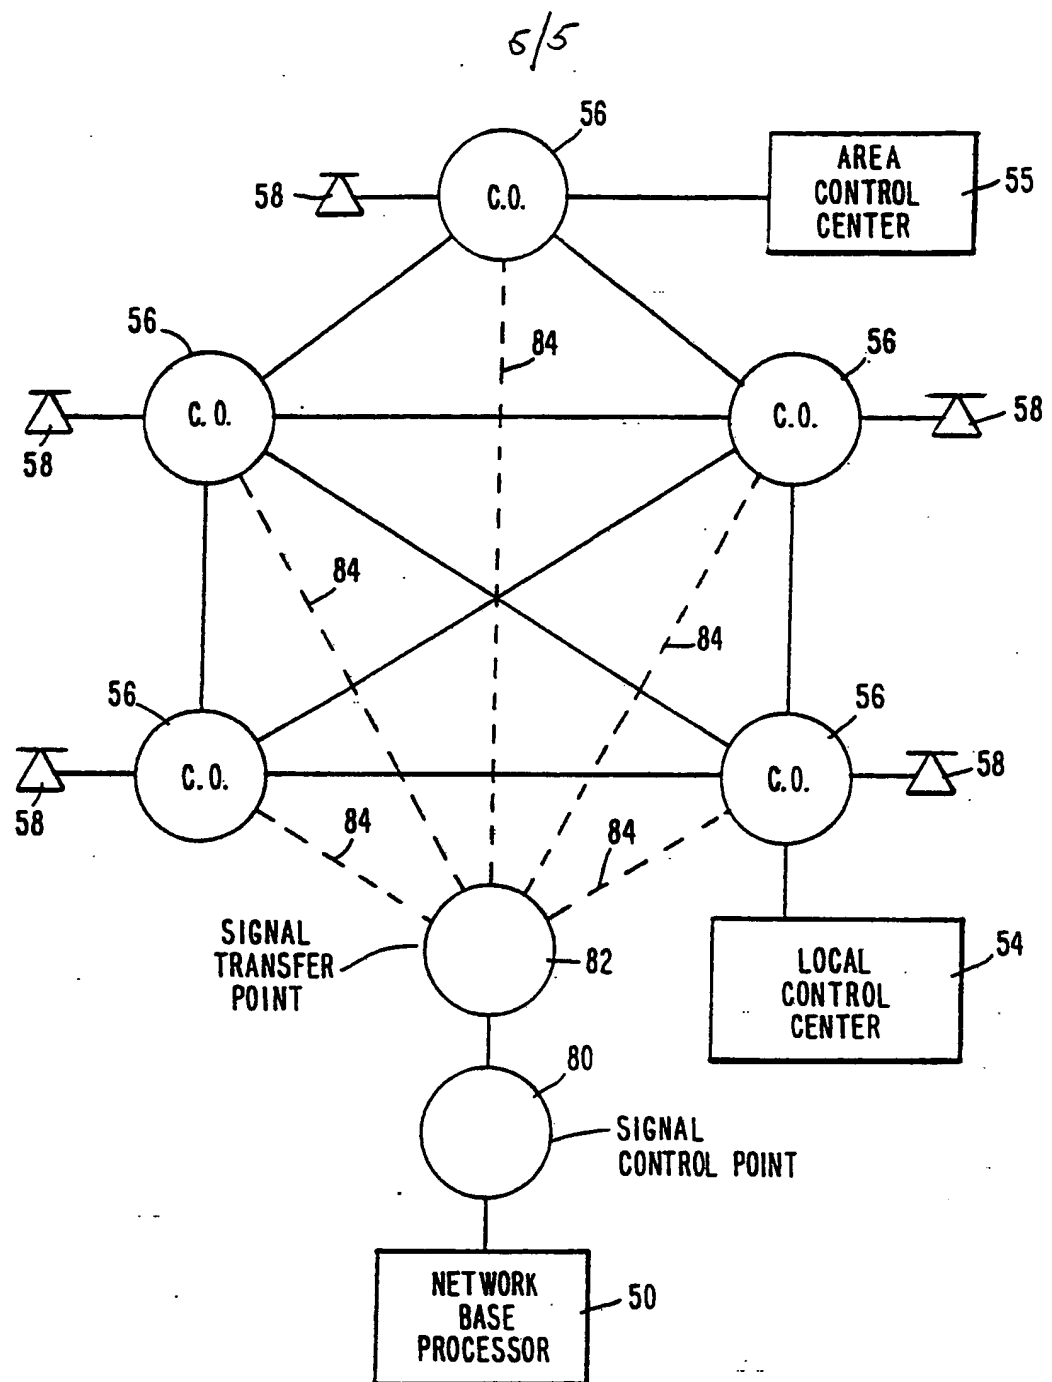 5/5
56
C.O.
58
AREA
CONTROL
CENTER
55
56
C.O.
58
84
56
C.O.
58
84
84
56
C.O.
58
84
56
C.O.
58
84
SIGNAL
TRANSFER
POINT
82
LOCAL
CONTROL
CENTER
54
80
SIGNAL
CONTROL POINT
NETWORK
BASE
PROCESSOR
50